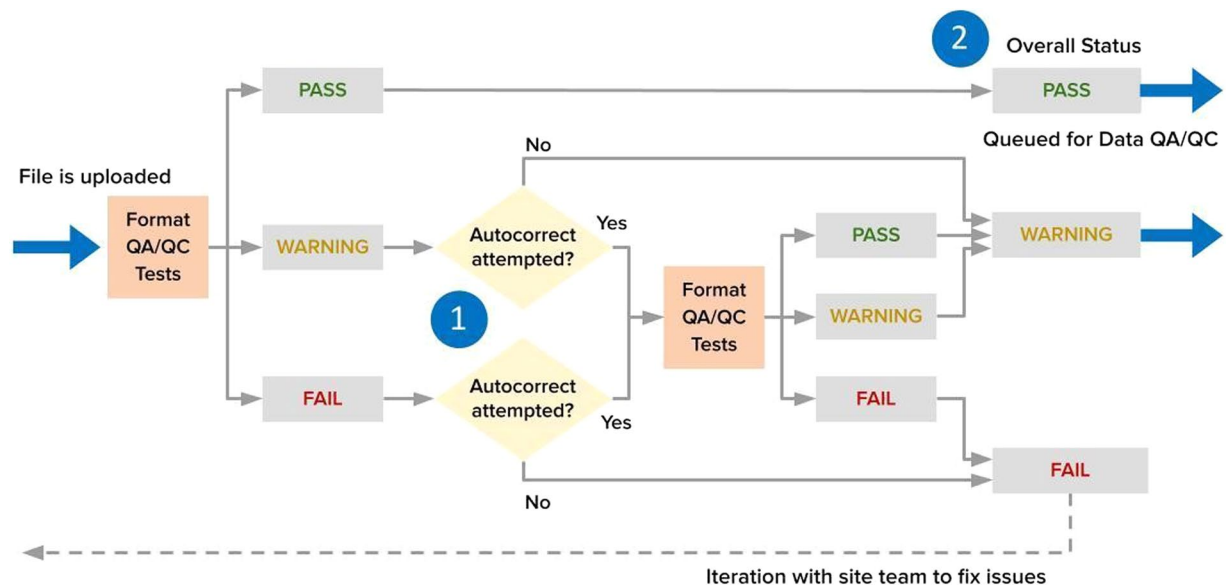 2
Overall Status
PASS
PASS
Queued for Data QA/QC
No
File is uploaded
Format
QA/QC
Tests
WARNING
Autocorrect
attempted?
Yes
PASS
WARNING
Format
QA/QC
Tests
1
WARNING
FAIL
Autocorrect
attempted?
Yes
FAIL
FAIL
No
Iteration with site team to fix issues